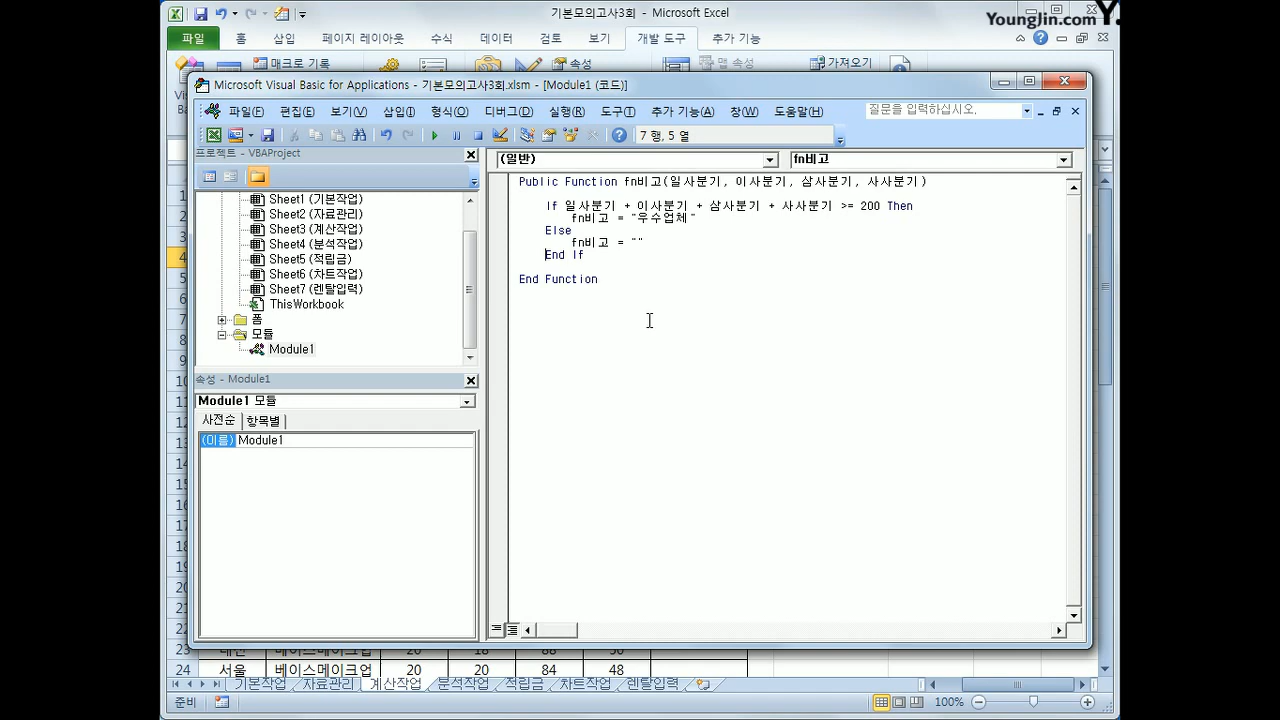 기본모의고사3회 - Microsoft Excel
YoungJin.com Y.
파일 홈 삽입 페이지 레이아웃 수식 데이터 검토 보기 개발 도구 추가 기능
매크로 기록 속성 맵 속성 가져오기
Microsoft Visual Basic for Applications - 기본모의고사3회.xlsm - [Module1 (코드)]
파일(F) 편집(E) 보기(V) 삽입(I) 형식(O) 디버그(D) 실행(R) 도구(T) 추가 기능(A) 창(W) 도움말(H) 질문을 입력하십시오.
7 행, 5 열
프로젝트 - VBAProject
(일반) fn비고
Sheet1 (기본작업)
Sheet2 (자료관리)
Sheet3 (계산작업)
Sheet4 (분석작업)
Sheet5 (적립금)
Sheet6 (차트작업)
Sheet7 (렌탈입력)
ThisWorkbook
폼
모듈
Module1
Public Function fn비고(일사분기, 이사분기, 삼사분기, 사사분기)
If 일사분기 + 이사분기 + 삼사분기 + 사사분기 >= 200 Then
fn비고 = "우수업체"
Else
fn비고 = ""
End If
End Function
속성 - Module1
Module1 모듈
사전순 항목별
(이름) Module1
24 서울 베이스메이크업 20 20 84 48
기본작업 자료관리 계산작업 분석작업 적립금 차트작업 렌탈입력
준비 100%